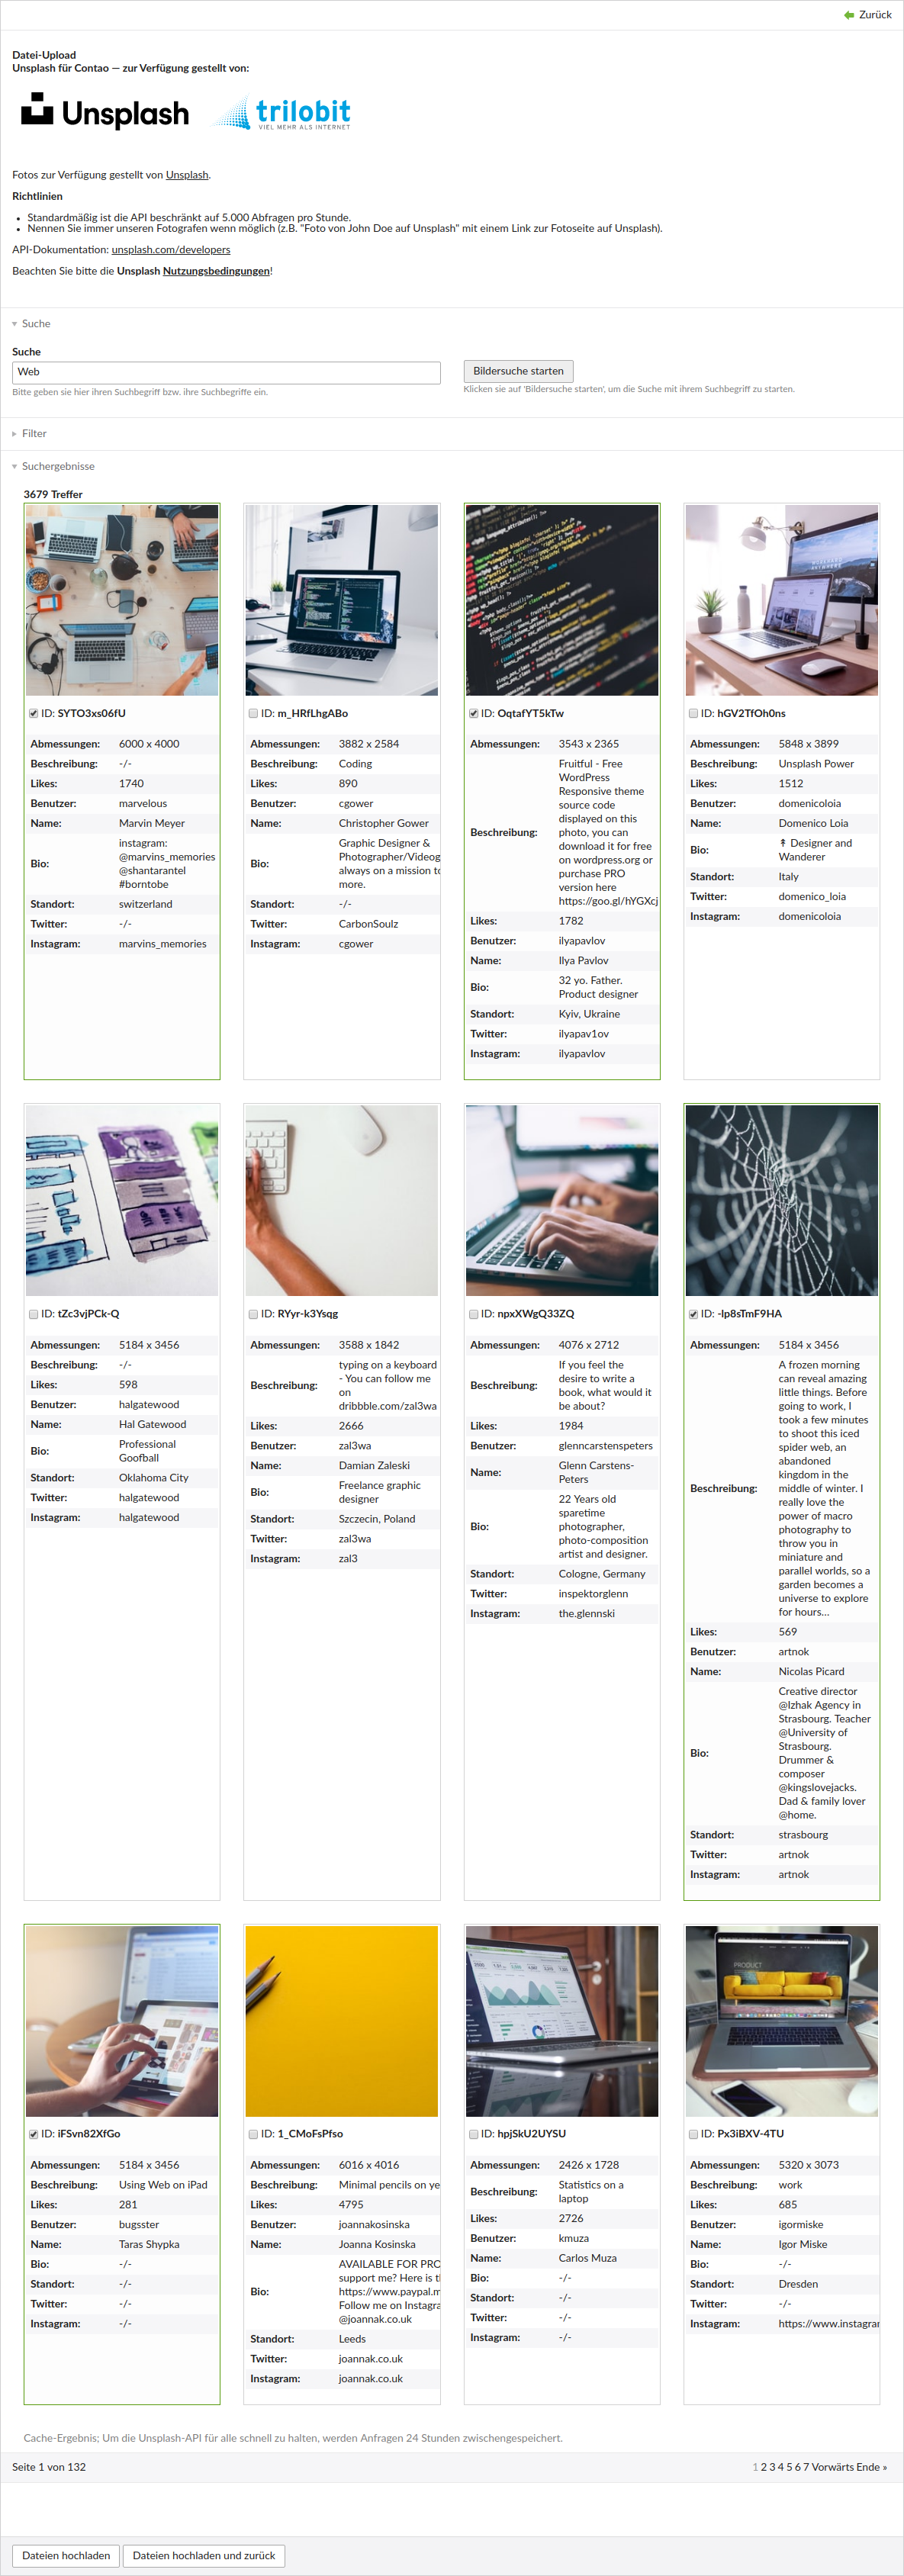 Zurück
Datei-Upload
Unsplash für Contao — zur Verfügung gestellt von:
Unsplash
trilobit
VIEL MEHR ALS INTERNET
Fotos zur Verfügung gestellt von Unsplash.
Richtlinien
• Standardmäßig ist die API beschränkt auf 5.000 Abfragen pro Stunde.
• Nennen Sie immer unseren Fotografen wenn möglich (z.B. "Foto von John Doe auf Unsplash" mit einem Link zur Fotoseite auf Unsplash).
API-Dokumentation: unsplash.com/developers
Beachten Sie bitte die Unsplash Nutzungsbedingungen!
Suche
Suche
Web
Bitte geben sie hier ihren Suchbegriff bzw. ihre Suchbegriffe ein.
Bildersuche starten
Klicken sie auf 'Bildersuche starten', um die Suche mit ihrem Suchbegriff zu starten.
Filter
Suchergebnisse
3679 Treffer
ID: SYTO3xs06fU
Abmessungen: 6000 x 4000
Beschreibung: -/-
Likes: 1740
Benutzer: marvelous
Name: Marvin Meyer
Bio: instagram:
@marvins_memories
@shantarantel
#borntobe
Standort: switzerland
Twitter: -/-
Instagram: marvins_memories
ID: m_HRfLhgABo
Abmessungen: 3882 x 2584
Beschreibung: Coding
Likes: 890
Benutzer: cgower
Name: Christopher Gower
Bio: Graphic Designer &
Photographer/Videog
always on a mission to
more.
Standort: -/-
Twitter: CarbonSoulz
Instagram: cgower
ID: OqtafYT5kTw
Abmessungen: 3543 x 2365
Beschreibung: Fruitful - Free
WordPress
Responsive theme
source code
displayed on this
photo, you can
download it for free
on wordpress.org or
purchase PRO
version here
https://goo.gl/hYGXcj
Likes: 1782
Benutzer: ilyapavlov
Name: Ilya Pavlov
Bio: 32 yo. Father.
Product designer
Standort: Kyiv, Ukraine
Twitter: ilyapav1ov
Instagram: ilyapavlov
ID: hGV2TfOh0ns
Abmessungen: 5848 x 3899
Beschreibung: Unsplash Power
Likes: 1512
Benutzer: domenicoloia
Name: Domenico Loia
Bio: ↟ Designer and
Wanderer
Standort: Italy
Twitter: domenico_loia
Instagram: domenicoloia
ID: tZc3vjPCk-Q
Abmessungen: 5184 x 3456
Beschreibung: -/-
Likes: 598
Benutzer: halgatewood
Name: Hal Gatewood
Bio: Professional
Goofball
Standort: Oklahoma City
Twitter: halgatewood
Instagram: halgatewood
ID: RYyr-k3Ysqg
Abmessungen: 3588 x 1842
Beschreibung: typing on a keyboard
- You can follow me
on
dribbble.com/zal3wa
Likes: 2666
Benutzer: zal3wa
Name: Damian Zaleski
Bio: Freelance graphic
designer
Standort: Szczecin, Poland
Twitter: zal3wa
Instagram: zal3
ID: npxXWgQ33ZQ
Abmessungen: 4076 x 2712
Beschreibung: If you feel the
desire to write a
book, what would it
be about?
Likes: 1984
Benutzer: glenncarstenspeters
Name: Glenn Carstens-
Peters
Bio: 22 Years old
sparetime
photographer,
photo-composition
artist and designer.
Standort: Cologne, Germany
Twitter: inspektorglenn
Instagram: the.glennski
ID: -lp8sTmF9HA
Abmessungen: 5184 x 3456
Beschreibung: A frozen morning
can reveal amazing
little things. Before
going to work, I
took a few minutes
to shoot this iced
spider web, an
abandoned
kingdom in the
middle of winter. I
really love the
power of macro
photography to
throw you in
miniature and
parallel worlds, so a
garden becomes a
universe to explore
for hours...
Likes: 569
Benutzer: artnok
Name: Nicolas Picard
Bio: Creative director
@Izhak Agency in
Strasbourg. Teacher
@University of
Strasbourg.
Drummer &
composer
@kingslovejacks.
Dad & family lover
@home.
Standort: strasbourg
Twitter: artnok
Instagram: artnok
PRODUCT
ID: iFSvn82XfGo
Abmessungen: 5184 x 3456
Beschreibung: Using Web on iPad
Likes: 281
Benutzer: bugsster
Name: Taras Shypka
Bio: -/-
Standort: -/-
Twitter: -/-
Instagram: -/-
ID: 1_CMoFsPfso
Abmessungen: 6016 x 4016
Beschreibung: Minimal pencils on ye
Likes: 4795
Benutzer: joannakosinska
Name: Joanna Kosinska
Bio: AVAILABLE FOR PRO
support me? Here is th
https://www.paypal.m
Follow me on Instagra
@joannak.co.uk
Standort: Leeds
Twitter: joannak.co.uk
Instagram: joannak.co.uk
ID: hpjSkU2UYSU
Abmessungen: 2426 x 1728
Beschreibung: Statistics on a
laptop
Likes: 2726
Benutzer: kmuza
Name: Carlos Muza
Bio: -/-
Standort: -/-
Twitter: -/-
Instagram: -/-
ID: Px3iBXV-4TU
Abmessungen: 5320 x 3073
Beschreibung: work
Likes: 685
Benutzer: igormiske
Name: Igor Miske
Bio: -/-
Standort: Dresden
Twitter: -/-
Instagram: https://www.instagram
Cache-Ergebnis; Um die Unsplash-API für alle schnell zu halten, werden Anfragen 24 Stunden zwischengespeichert.
Seite 1 von 132
1 2 3 4 5 6 7 Vorwärts Ende »
Dateien hochladen
Dateien hochladen und zurück